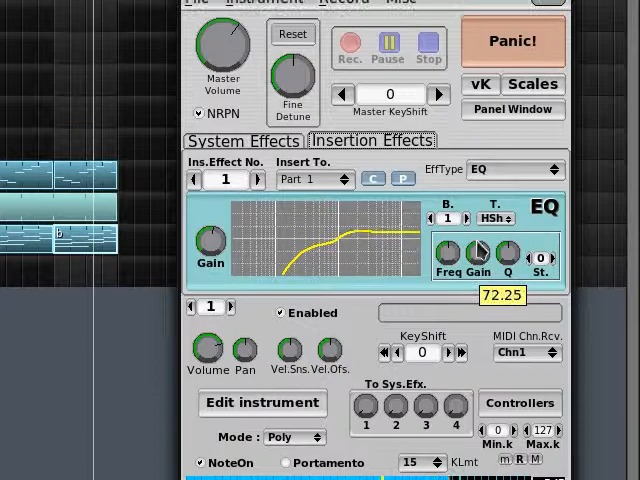 File Instrument Record Misc
Master
Volume
NRPN
Reset
Fine
Detune
Rec. Pause Stop
0
Master KeyShift
Panic!
vK Scales
Panel Window
System Effects Insertion Effects
Ins.Effect No. Insert To.
1 Part 1 C P EffType EQ
B. T. EQ
1 HSh
Gain
0
Freq Gain Q St.
72.25
b
1 Enabled
KeyShift MIDI Chn.Rcv.
0 Chn1
Volume Pan Vel.Sns. Vel.Ofs.
To Sys.Efx.
Edit instrument
Controllers
1 2 3 4
0 127
Min.k Max.k
Mode : Poly
m R M
NoteOn Portamento 15 KLmt